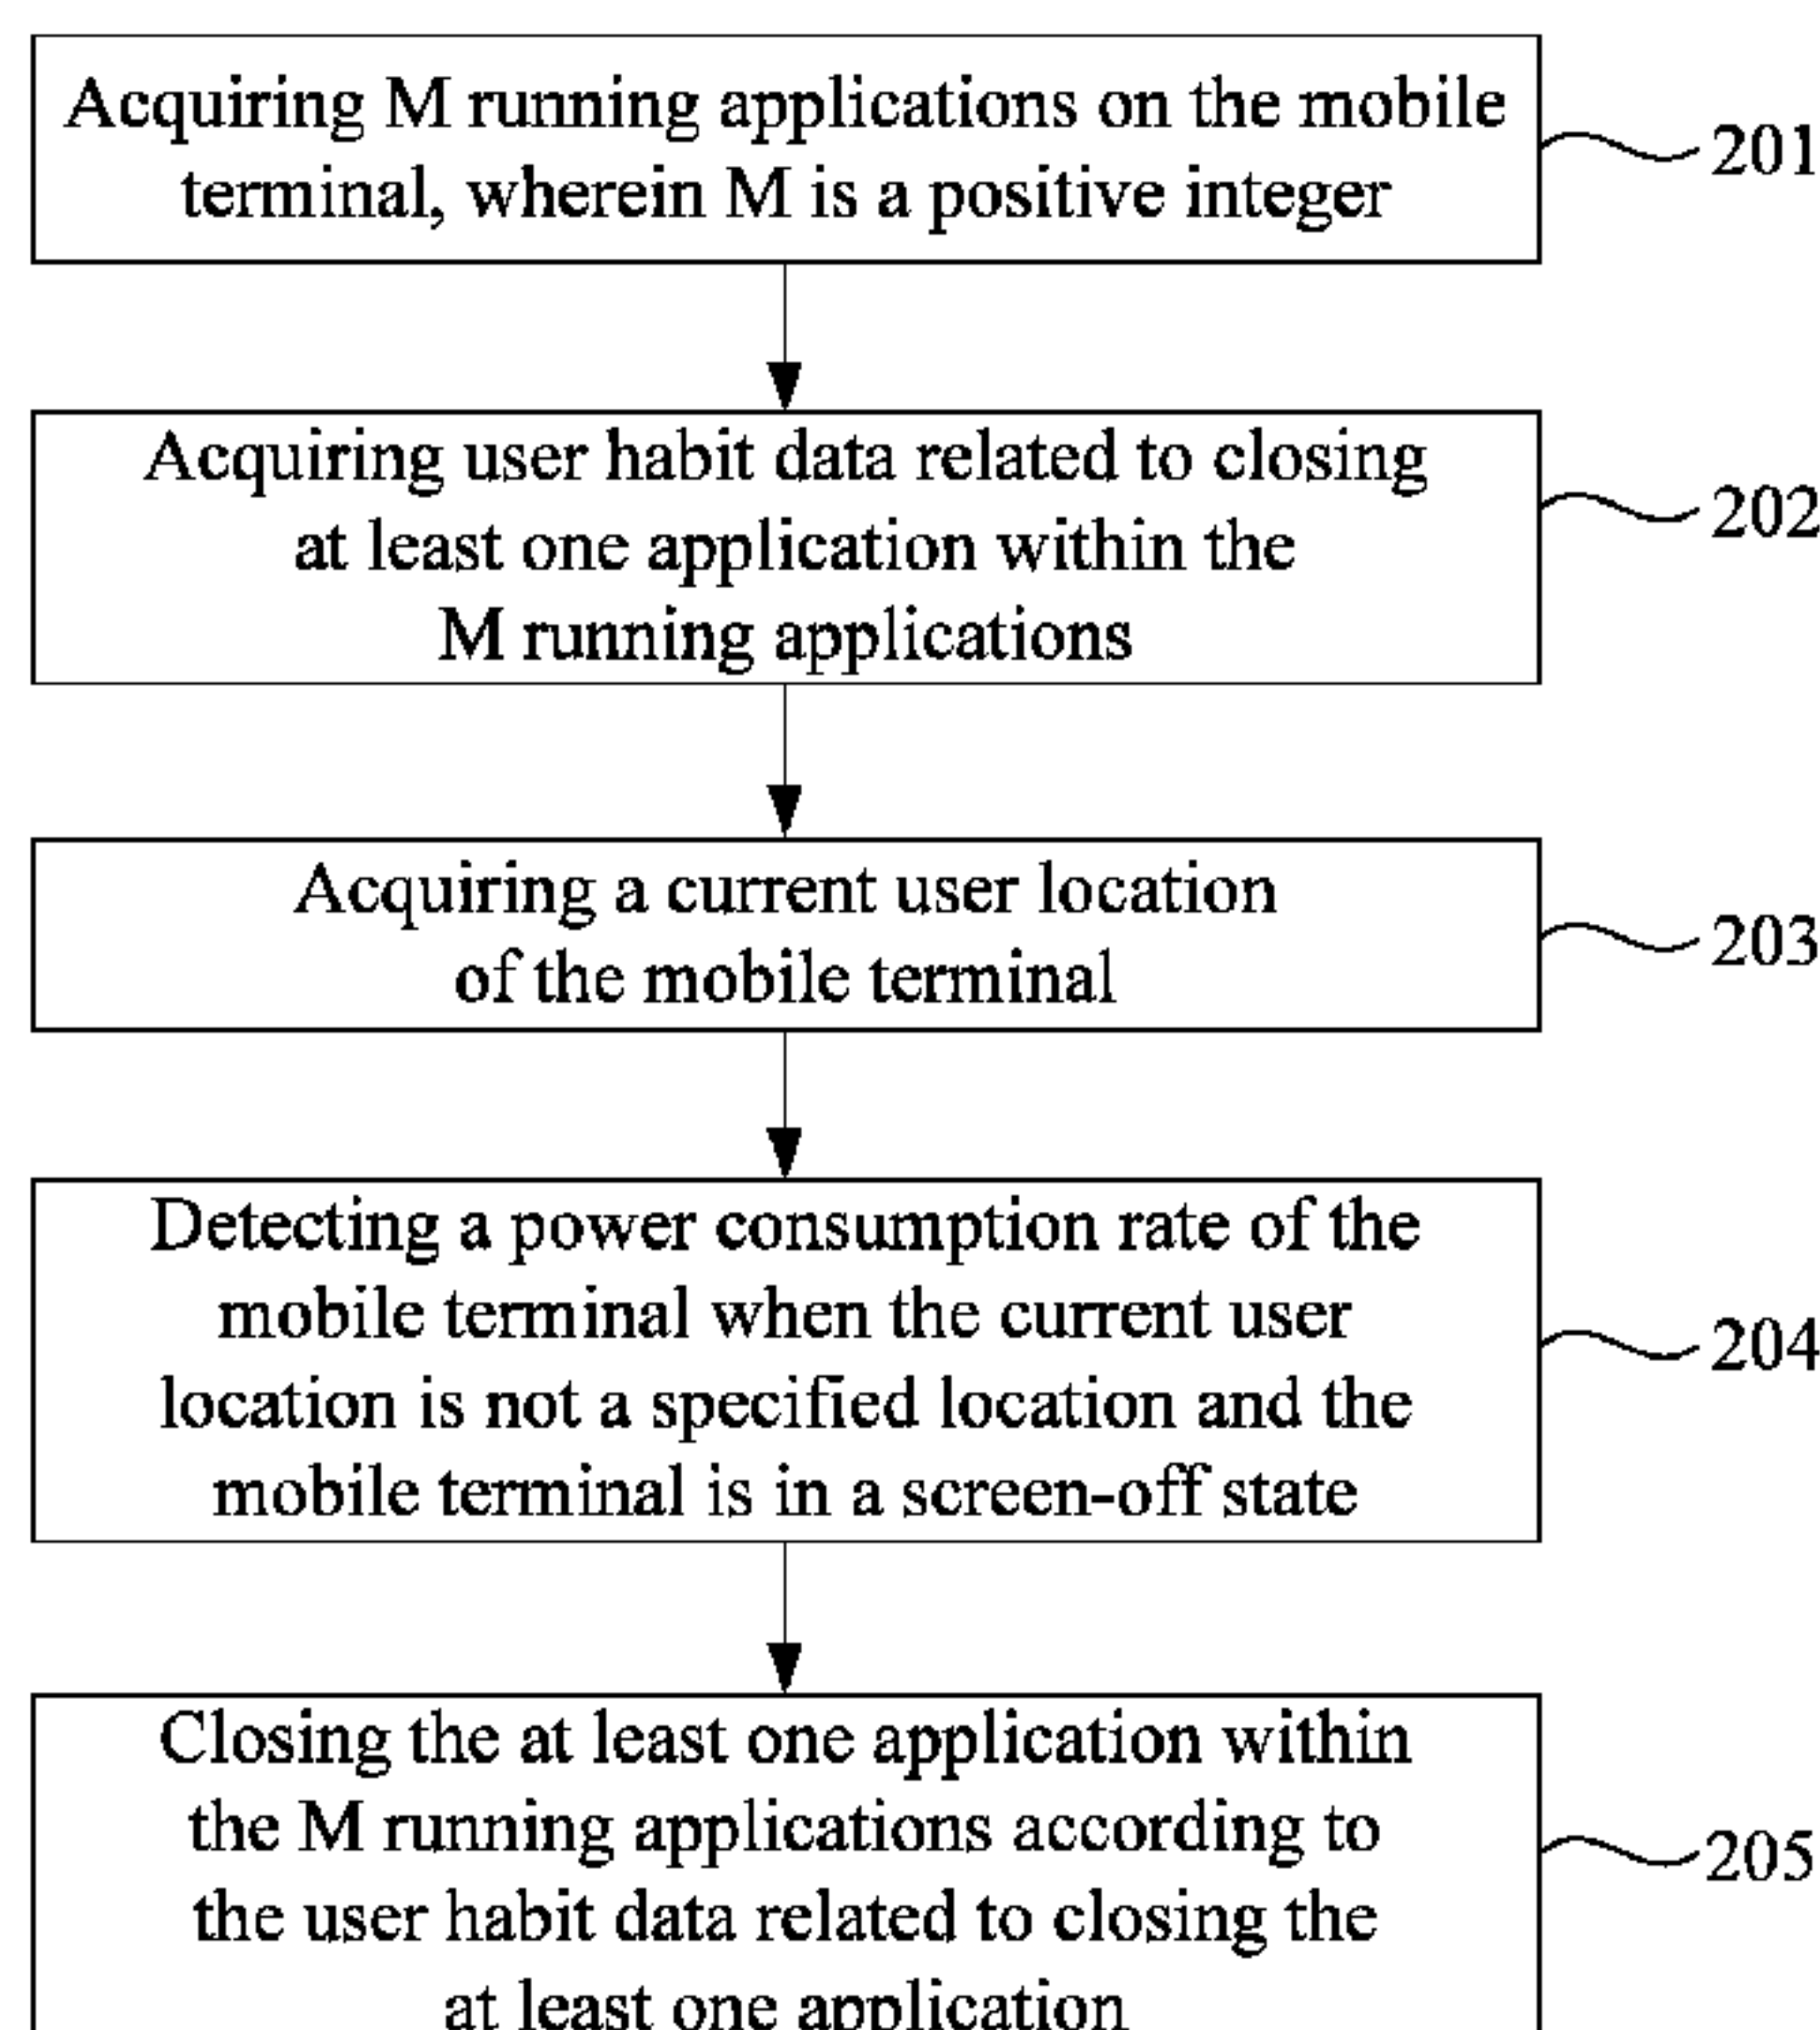 Acquiring M running applications on the mobile
terminal, wherein M is a positive integer
201
Acquiring user habit data related to closing
at least one application within the
M running applications
202
Acquiring a current user location
of the mobile terminal
203
Detecting a power consumption rate of the
mobile terminal when the current user
location is not a specified location and the
mobile terminal is in a screen-off state
204
Closing the at least one application within
the M running applications according to
the user habit data related to closing the
at least one application
205